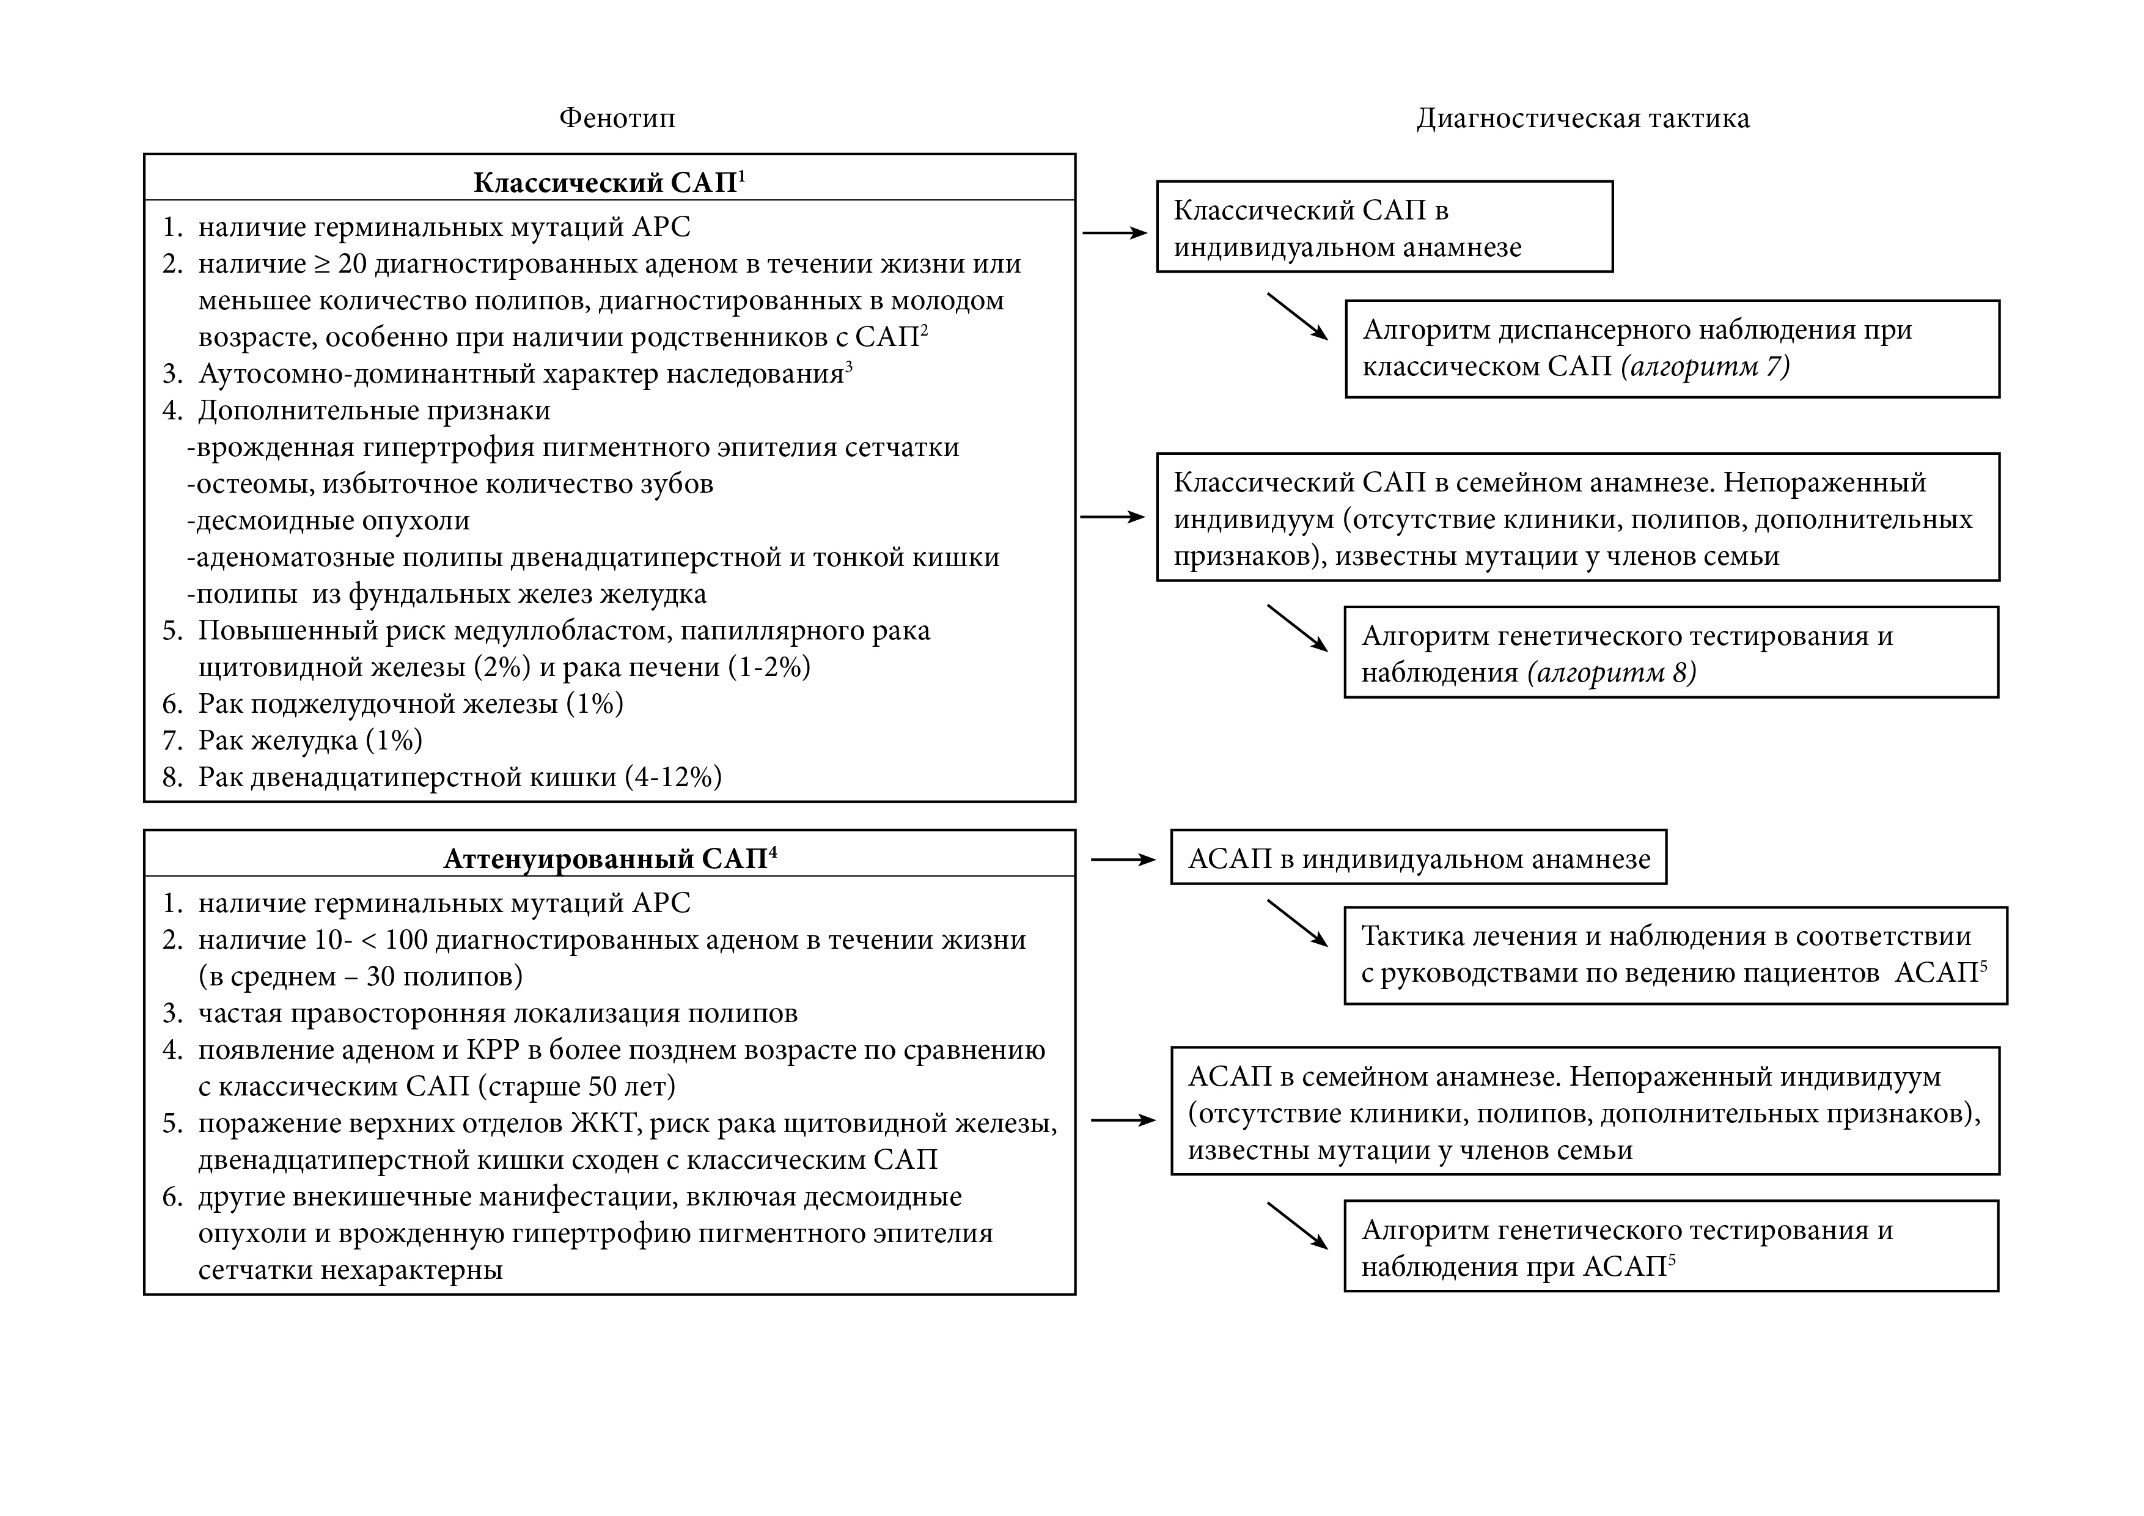 Фенотип
Диагностическая тактика
Классический САП¹
1. наличие герминальных мутаций APC
2. наличие ≥ 20 диагностированных аденом в течении жизни или
меньшее количество полипов, диагностированных в молодом
возрасте, особенно при наличии родственников с САП²
3. Аутосомно-доминантный характер наследования³
4. Дополнительные признаки
-врожденная гипертрофия пигментного эпителия сетчатки
-остеомы, избыточное количество зубов
-десмоидные опухоли
-аденоматозные полипы двенадцатиперстной и тонкой кишки
-полипы из фундальных желез желудка
5. Повышенный риск медуллобластом, папиллярного рака
щитовидной железы (2%) и рака печени (1-2%)
6. Рак поджелудочной железы (1%)
7. Рак желудка (1%)
8. Рак двенадцатиперстной кишки (4-12%)
Классический САП в
индивидуальном анамнезе
Алгоритм диспансерного наблюдения при
классическом САП (алгоритм 7)
Классический САП в семейном анамнезе. Непораженный
индивидуум (отсутствие клиники, полипов, дополнительных
признаков), известны мутации у членов семьи
Алгоритм генетического тестирования и
наблюдения (алгоритм 8)
Аттенуированный САП⁴
1. наличие герминальных мутаций APC
2. наличие 10- < 100 диагностированных аденом в течении жизни
(в среднем – 30 полипов)
3. частая правосторонняя локализация полипов
4. появление аденом и КРР в более позднем возрасте по сравнению
с классическим САП (старше 50 лет)
5. поражение верхних отделов ЖКТ, риск рака щитовидной железы,
двенадцатиперстной кишки сходен с классическим САП
6. другие внекишечные манифестации, включая десмоидные
опухоли и врожденную гипертрофию пигментного эпителия
сетчатки нехарактерны
АСАП в индивидуальном анамнезе
Тактика лечения и наблюдения в соответствии
с руководствами по ведению пациентов АСАП⁵
АСАП в семейном анамнезе. Непораженный индивидуум
(отсутствие клиники, полипов, дополнительных признаков),
известны мутации у членов семьи
Алгоритм генетического тестирования и
наблюдения при АСАП⁵